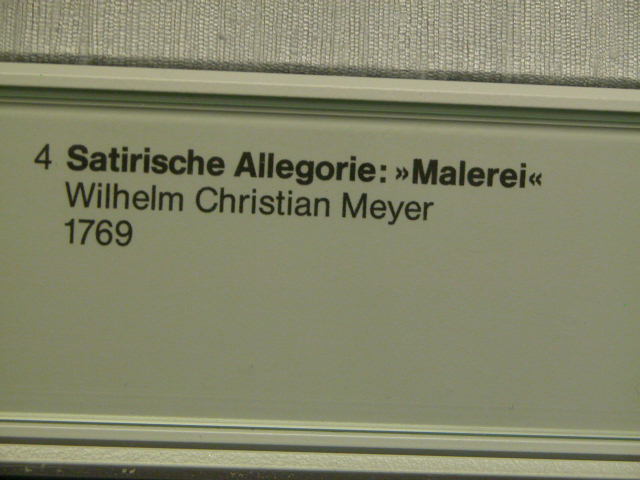 4 Satirische Allegorie: »Malerei«
Wilhelm Christian Meyer
1769